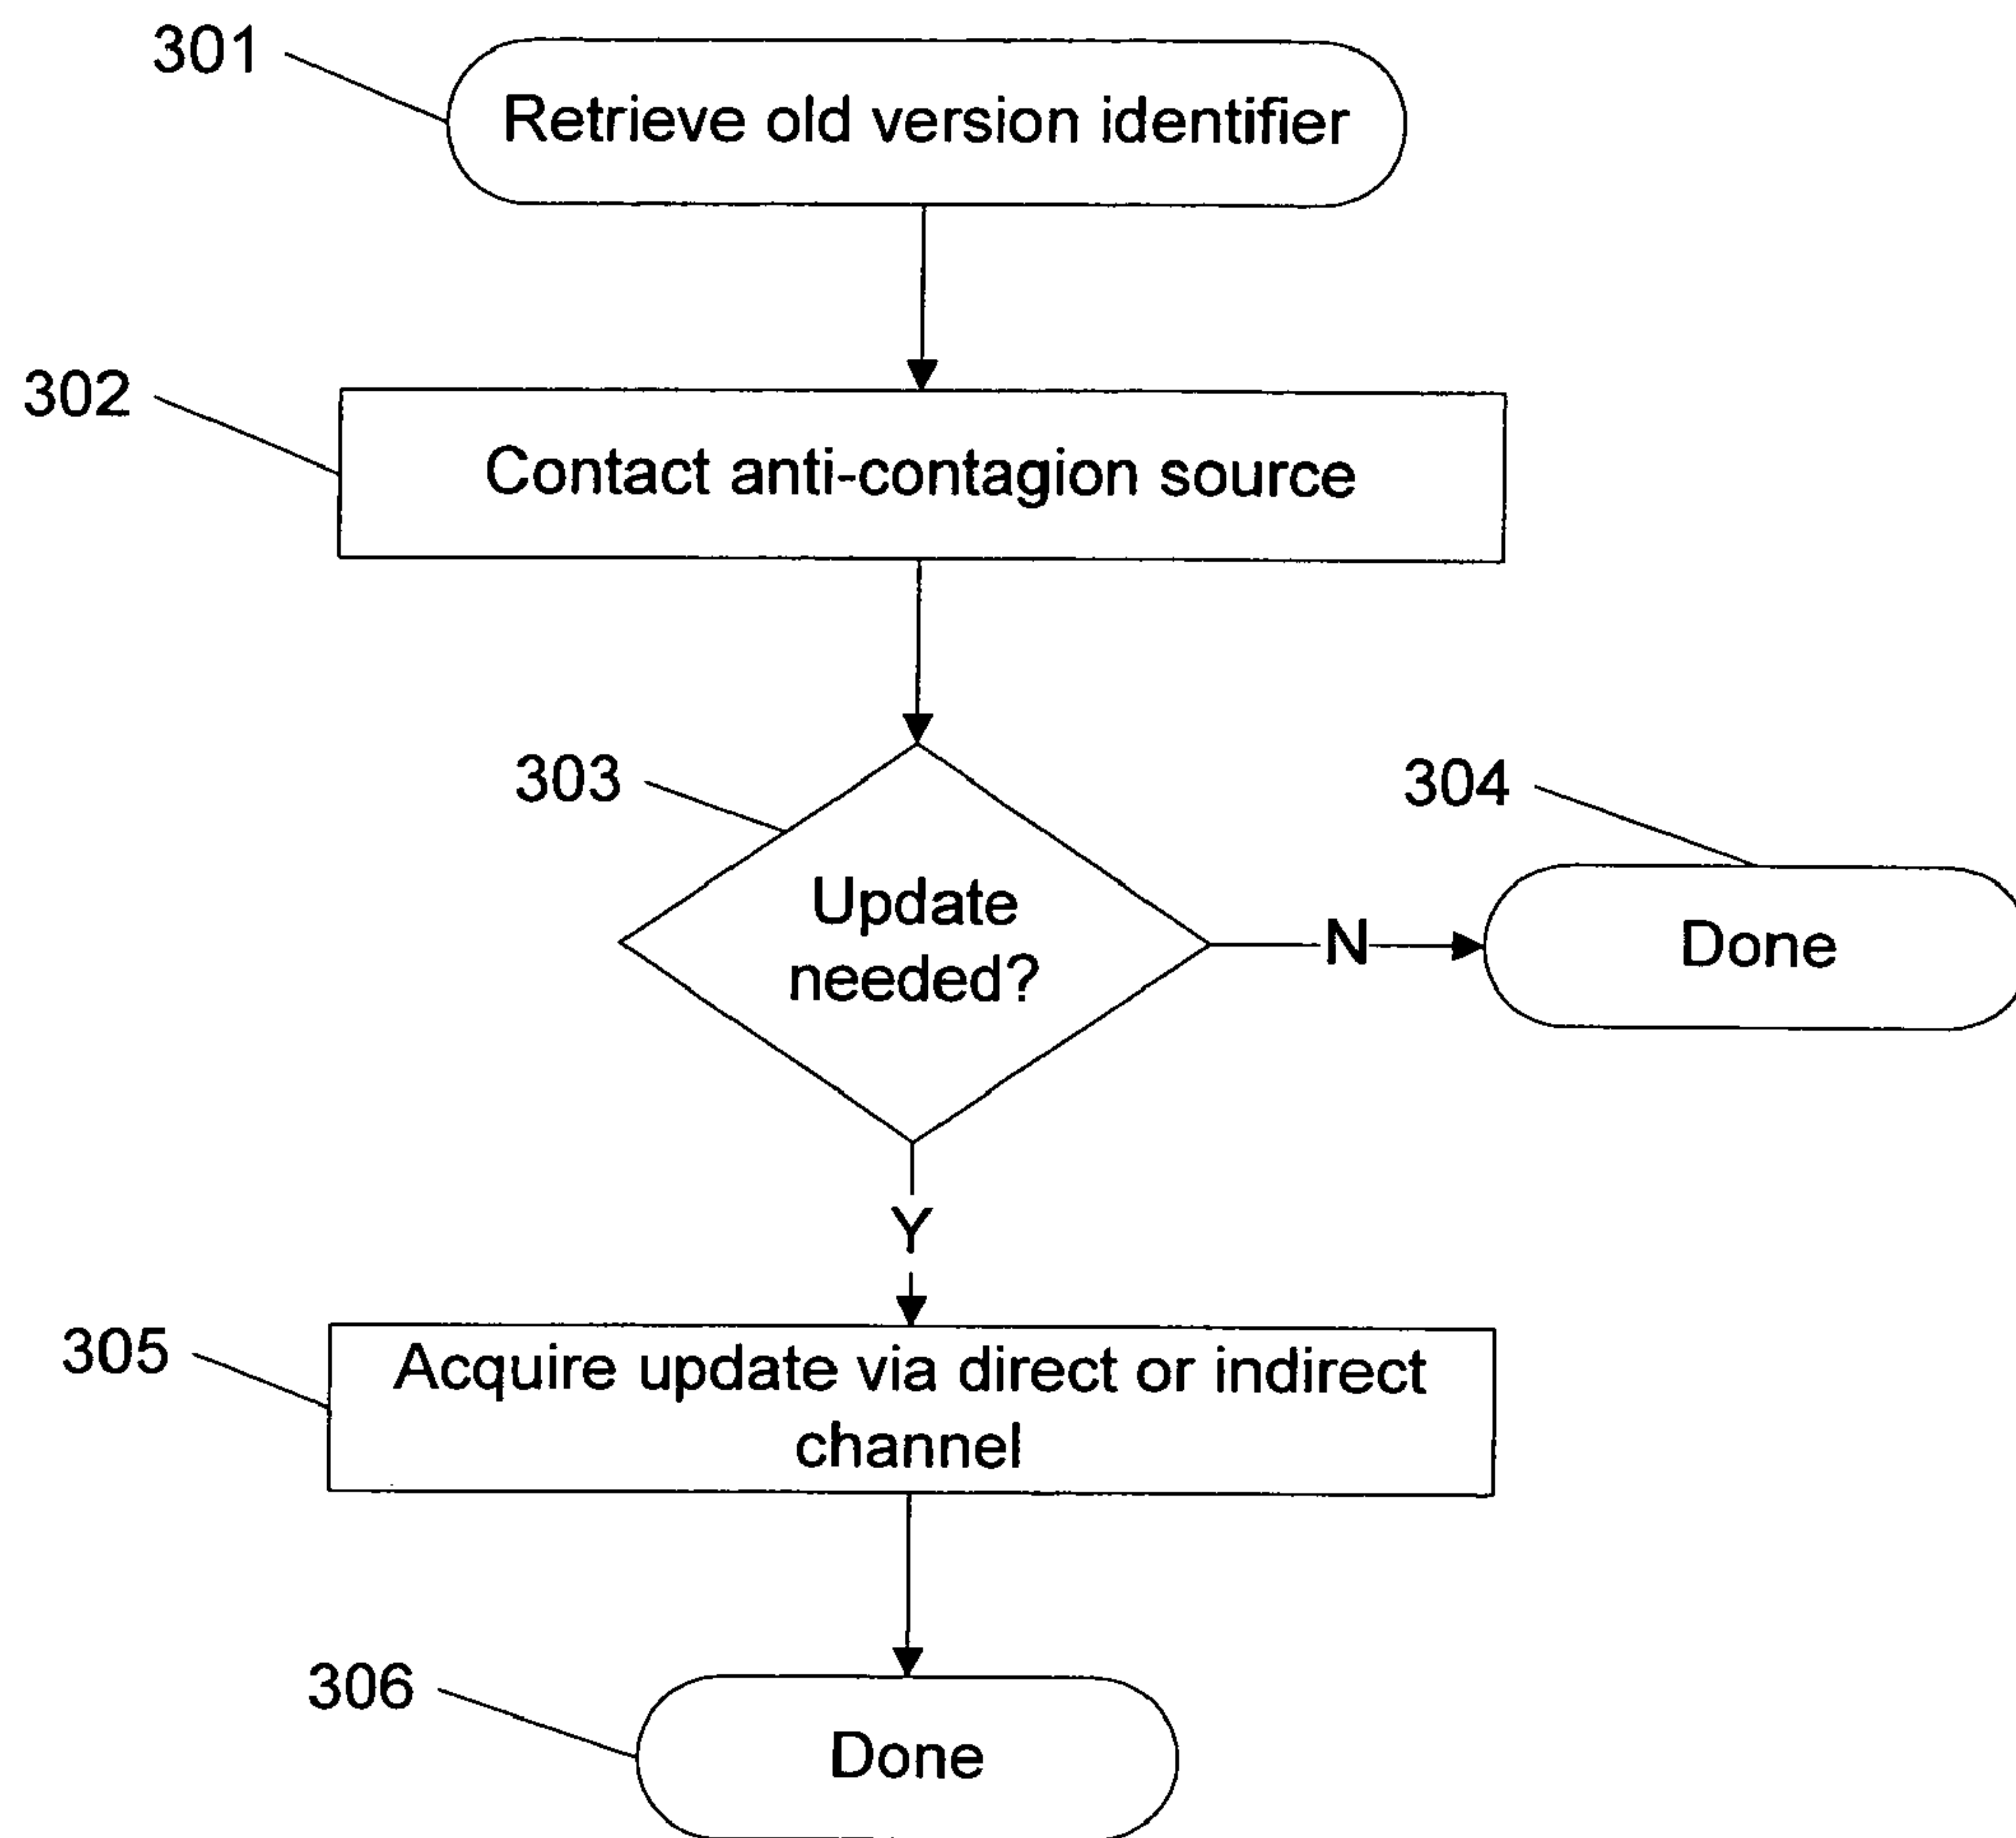 301
Retrieve old version identifier
302
Contact anti-contagion source
303
304
Update
needed?
N
Done
Y
305
Acquire update via direct or indirect
channel
306
Done